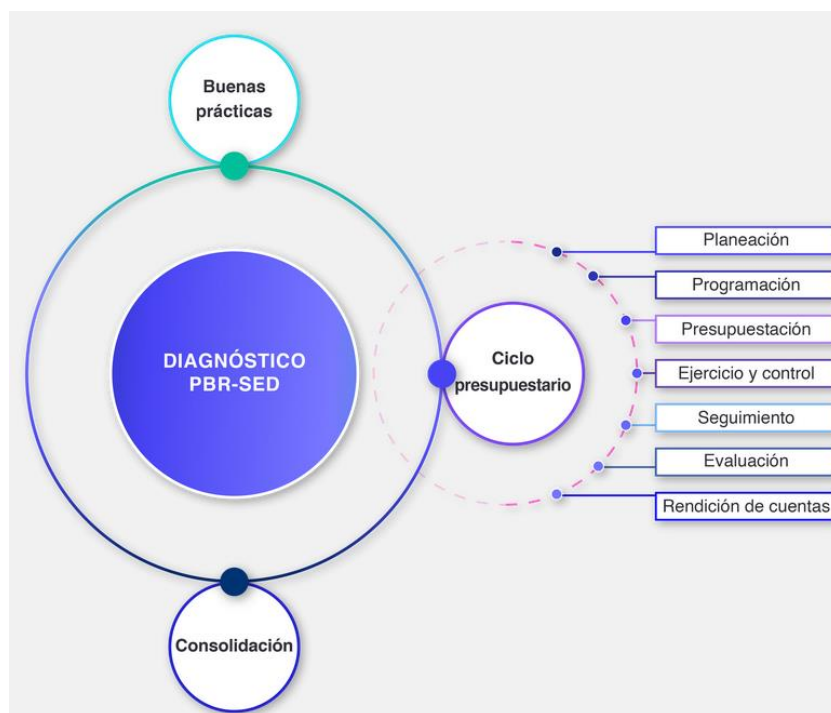 Buenas
prácticas
DIAGNÓSTICO
PBR-SED
Ciclo
presupuestario
Planeación
Programación
Presupuestación
Ejercicio y control
Seguimiento
Evaluación
Rendición de cuentas
Consolidación